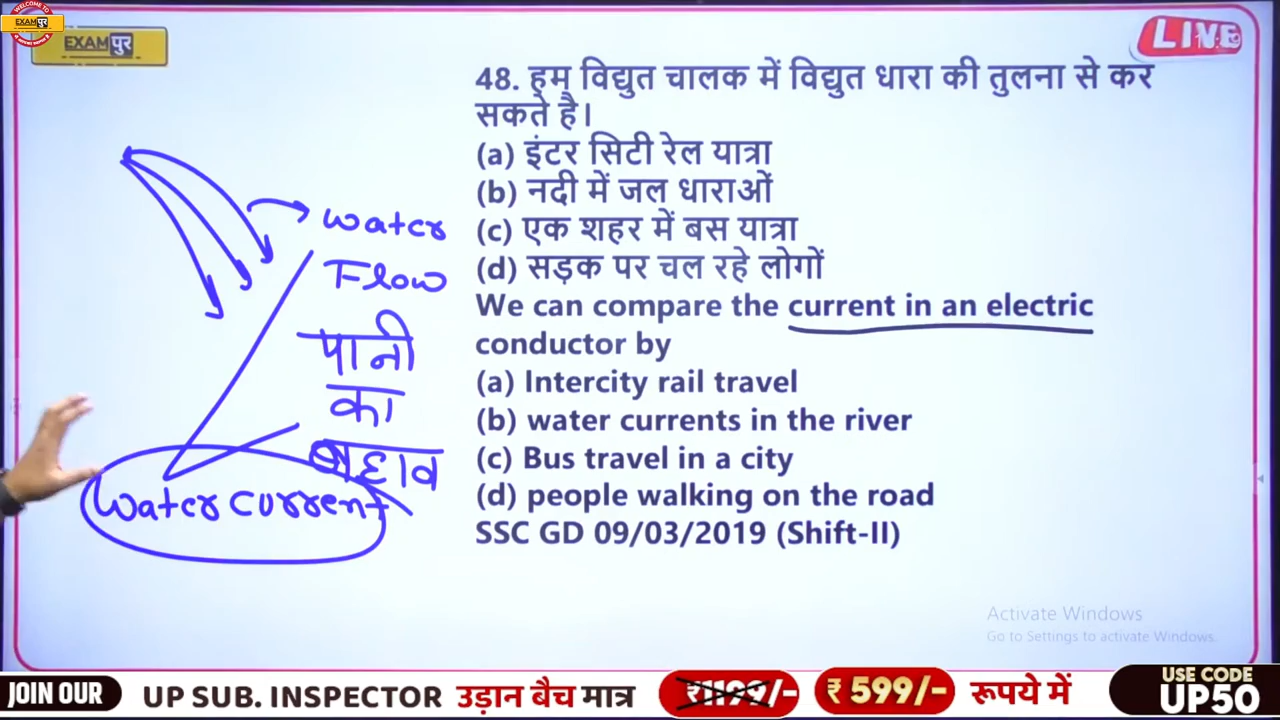 WELCOME TO
EXAMपुर
EXAMपुर
LIVE
48. हम विद्युत चालक में विद्युत धारा की तुलना से कर
सकते है।
(a) इंटर सिटी रेल यात्रा
(b) नदी में जल धाराओं
(c) एक शहर में बस यात्रा
(d) सड़क पर चल रहे लोगों
We can compare the current in an electric
conductor by
(a) Intercity rail travel
(b) water currents in the river
(c) Bus travel in a city
(d) people walking on the road
SSC GD 09/03/2019 (Shift-II)
water
Flow
पानी
का
बहाव
water current
Activate Windows
Go to Settings to activate Windows.
JOIN OUR
UP SUB. INSPECTOR उड़ान बैच मात्र ₹1199/- ₹ 599/- रूपये में
USE CODE
UP50